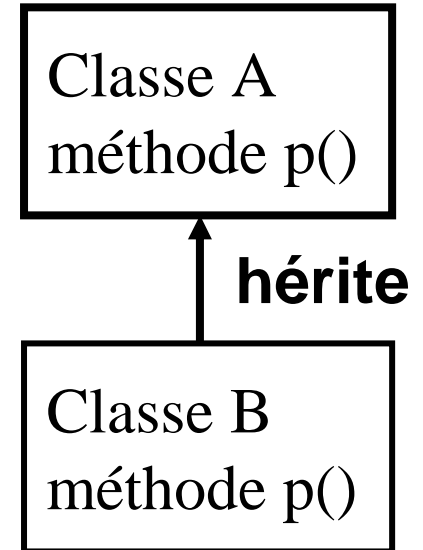 Classe A
méthode p()
hérite
Classe B
méthode p()